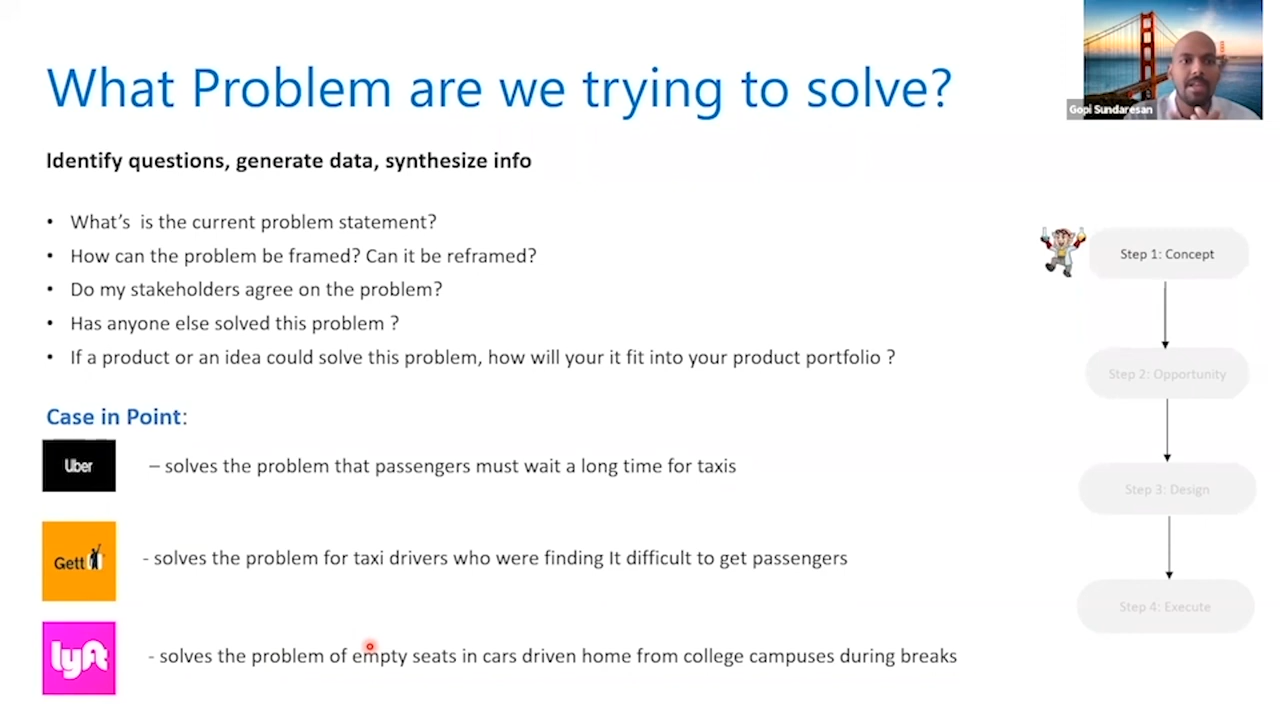 What Problem are we trying to solve?
Gopi Sundaresan
Identify questions, generate data, synthesize info
• What's  is the current problem statement?
• How can the problem be framed? Can it be reframed?
• Do my stakeholders agree on the problem?
• Has anyone else solved this problem ?
• If a product or an idea could solve this problem, how will your it fit into your product portfolio ?
Case in Point:
Uber
– solves the problem that passengers must wait a long time for taxis
Gett
- solves the problem for taxi drivers who were finding It difficult to get passengers
lyft
- solves the problem of empty seats in cars driven home from college campuses during breaks
Step 1: Concept
Step 2: Opportunity
Step 3: Design
Step 4: Execute